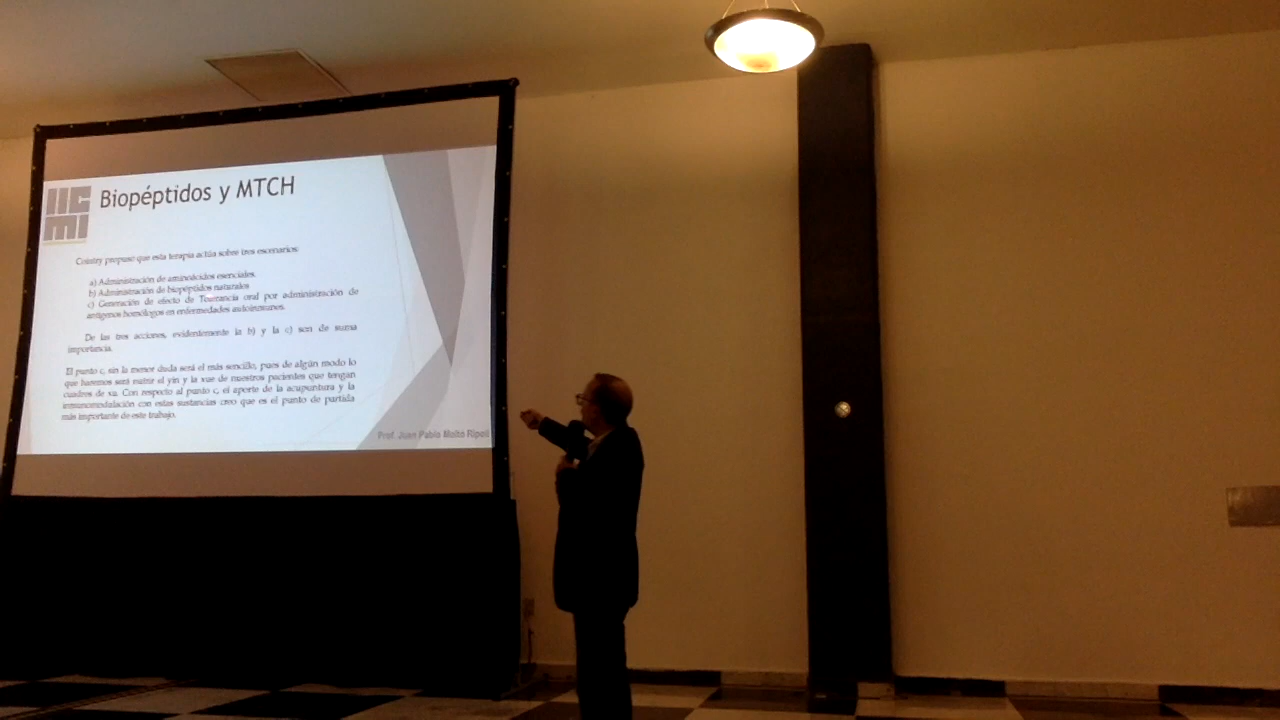 IIC
MI
Biopéptidos y MTCH
Country propuso que esta terapia actúa sobre tres escenarios:
a) Administración de aminoácidos esenciales.
b) Administración de biopéptidos naturales
c) Generación de efecto de Tolerancia oral por administración de
antígenos homólogos en enfermedades autoinmunes.
De las tres acciones, evidentemente la b) y la c) son de suma
importancia.
El punto c, sin la menor duda será el más sencillo, pues de algún modo lo
que haremos será nutrir el yin y la xue de nuestros pacientes que tengan
cuadros de xu. Con respecto al punto c, el aporte de la acupuntura y la
inmunomodulación con estas sustancias creo que es el punto de partida
más importante de este trabajo.
Prof. Juan Pablo Moltó Ripoll